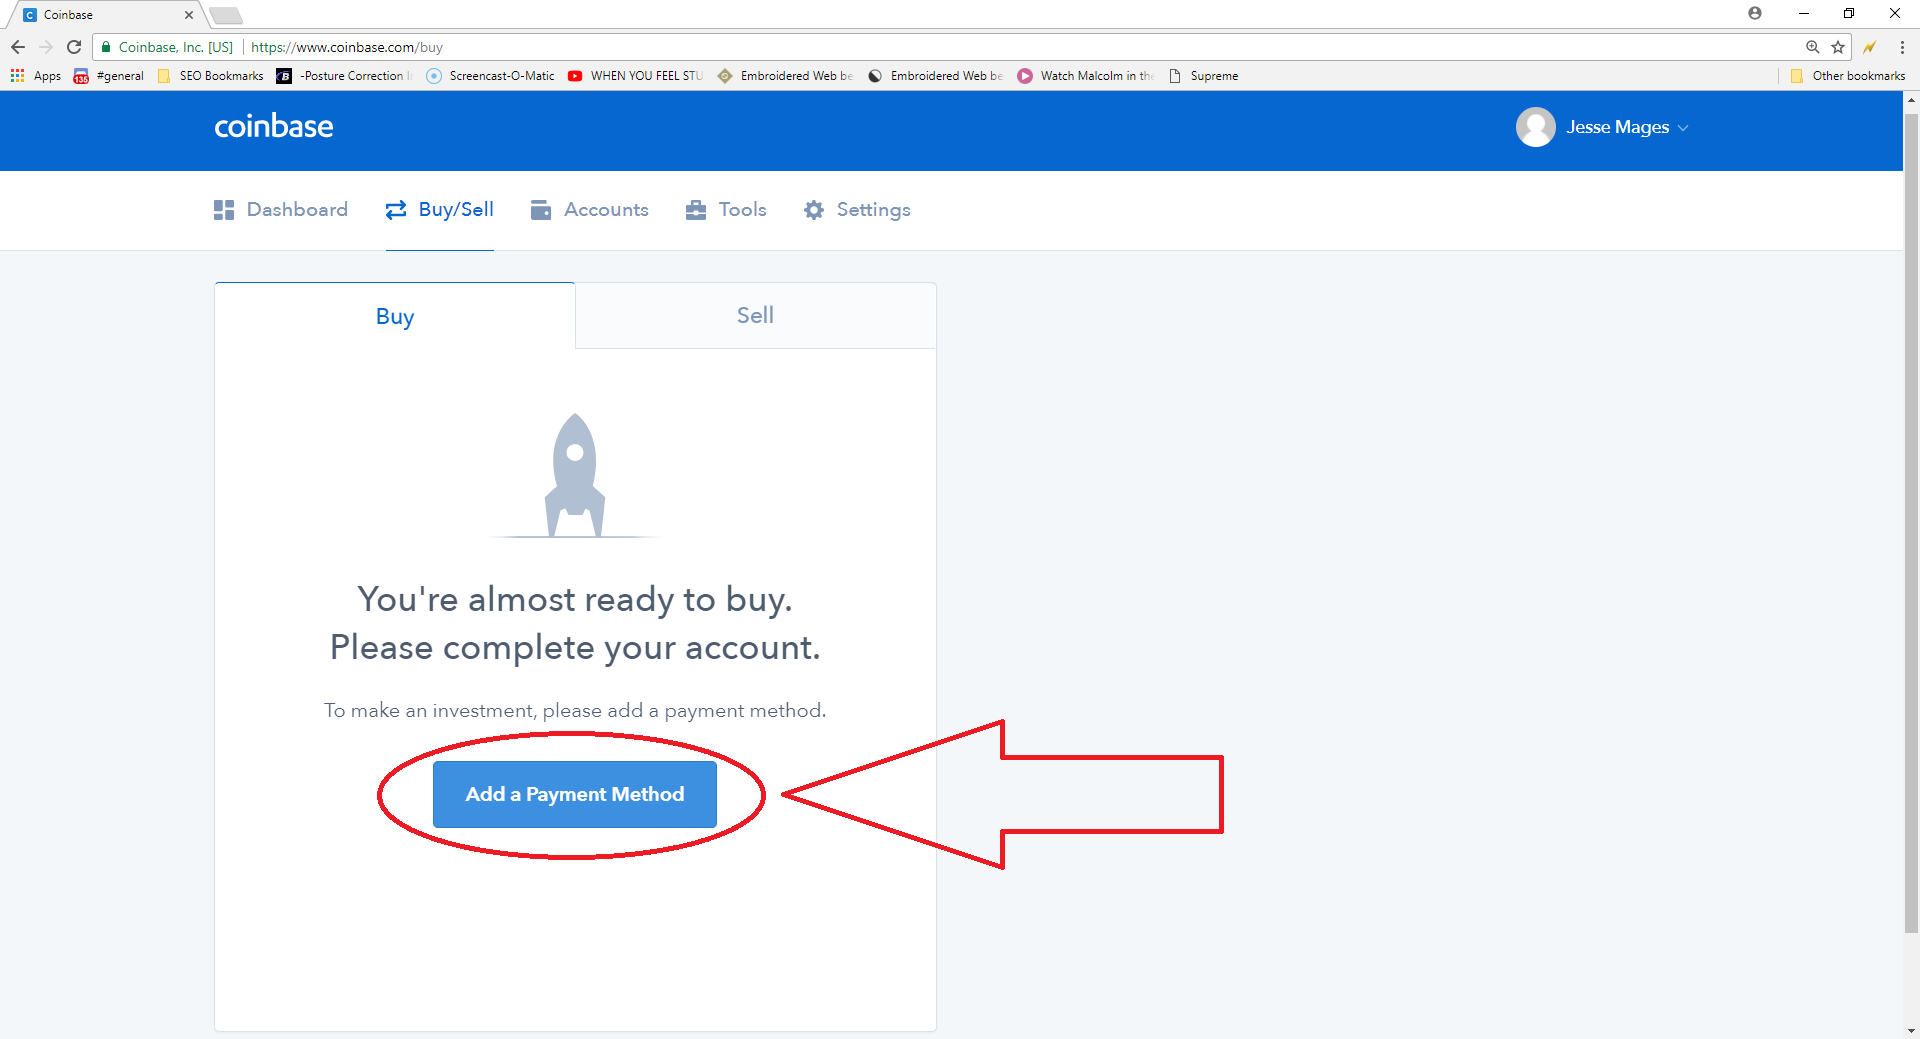 Coinbase
Coinbase, Inc. [US] https://www.coinbase.com/buy
Apps 135 #general SEO Bookmarks B -Posture Correction Screencast-O-Matic WHEN YOU FEEL STU Embroidered Web be Embroidered Web be Watch Malcolm in the Supreme Other bookmarks
coinbase Jesse Mages
Dashboard Buy/Sell Accounts Tools Settings
Buy Sell
You're almost ready to buy.
Please complete your account.
To make an investment, please add a payment method.
Add a Payment Method